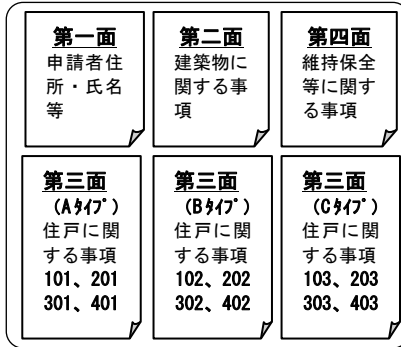 第一面
申請者住
所・氏名
等
第二面
建築物に
関する事
項
第四面
維持保全
等に関す
る事項
第三面
(Aﾀｲﾌﾟ)
住戸に関
する事項
101、201
301、401
第三面
(Bﾀｲﾌﾟ)
住戸に関
する事項
102、202
302、402
第三面
(Cﾀｲﾌﾟ)
住戸に関
する事項
103、203
303、403